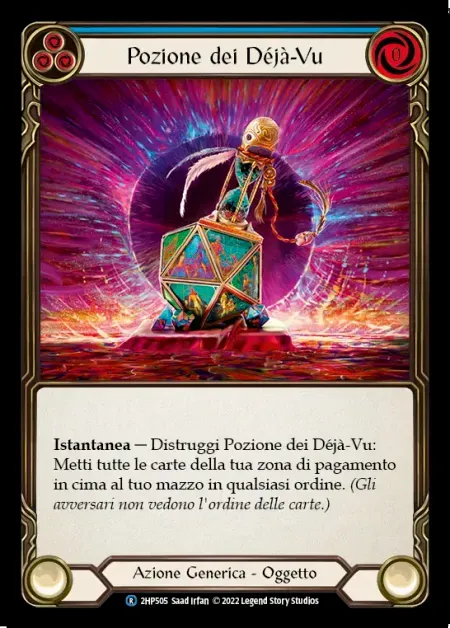 Pozione dei Déjà-Vu
0
Istantanea — Distruggi Pozione dei Déjà-Vu:
Metti tutte le carte della tua zona di pagamento
in cima al tuo mazzo in qualsiasi ordine. (Gli
avversari non vedono l'ordine delle carte.)
Azione Generica - Oggetto
R 2HP505 Saad Irfan © 2022 Legend Story Studios